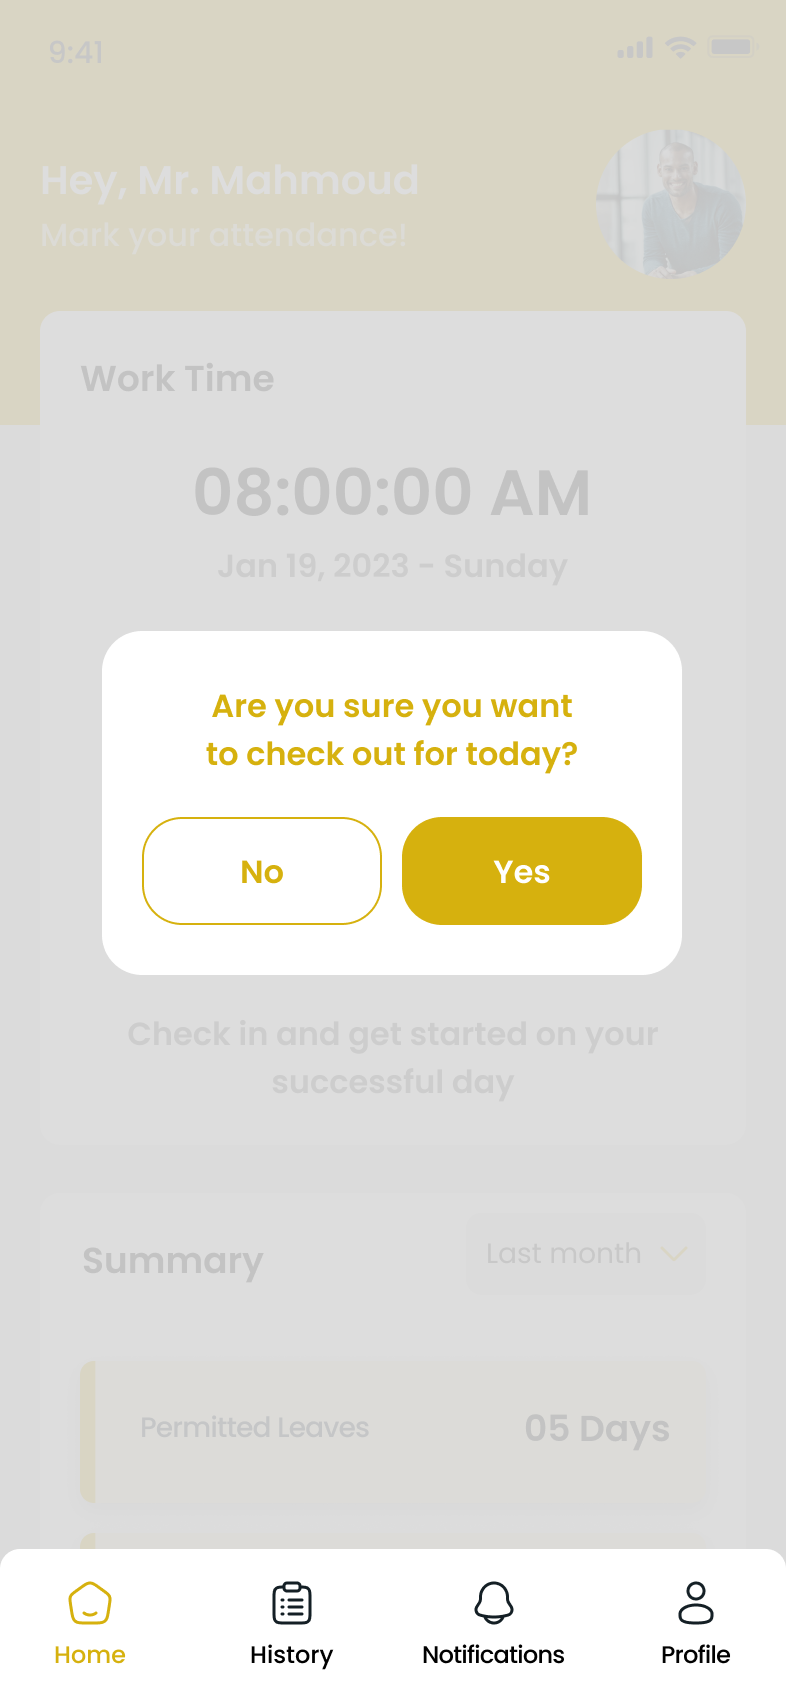 9:41
Hey, Mr. Mahmoud
Mark your attendance!
Work Time
08:00:00 AM
Jan 19, 2023 - Sunday
Are you sure you want
to check out for today?
No
Yes
Check in and get started on your
successful day
Summary
Last month
Permitted Leaves
05 Days
Home
History
Notifications
Profile